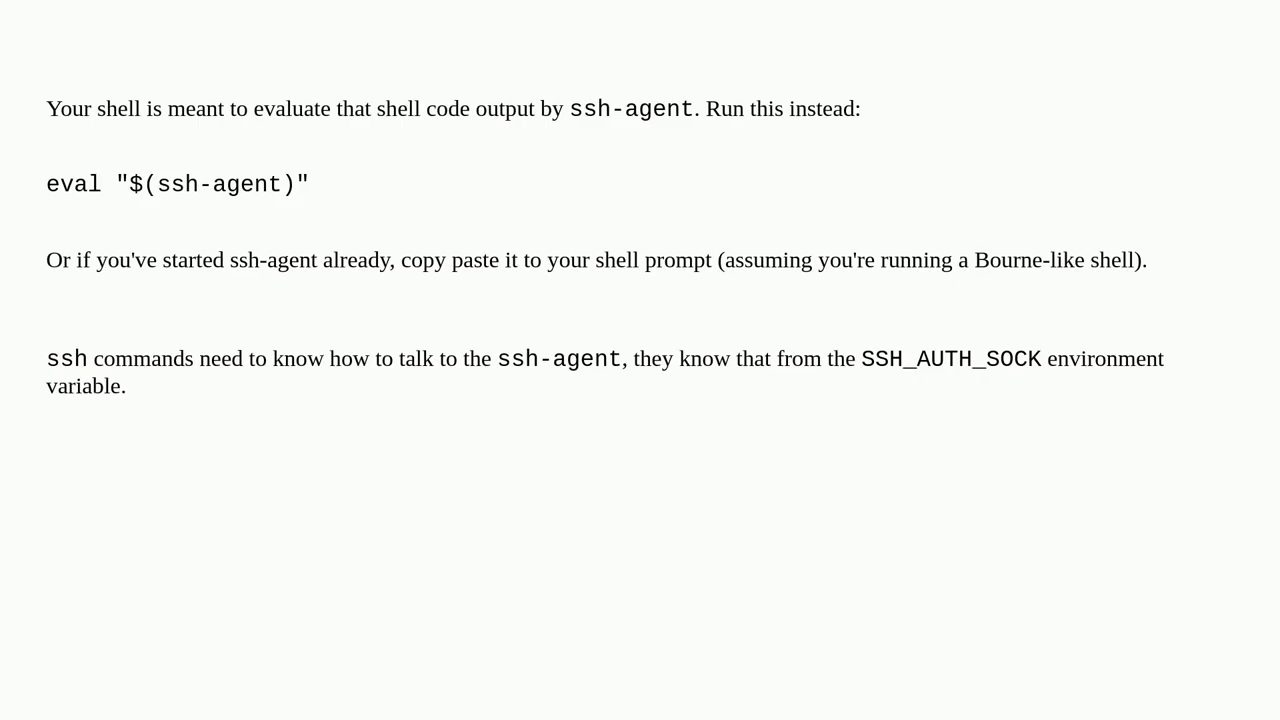 Your shell is meant to evaluate that shell code output by ssh-agent. Run this instead:
eval "$(ssh-agent)"
Or if you've started ssh-agent already, copy paste it to your shell prompt (assuming you're running a Bourne-like shell).
ssh commands need to know how to talk to the ssh-agent, they know that from the SSH_AUTH_SOCK environment
variable.